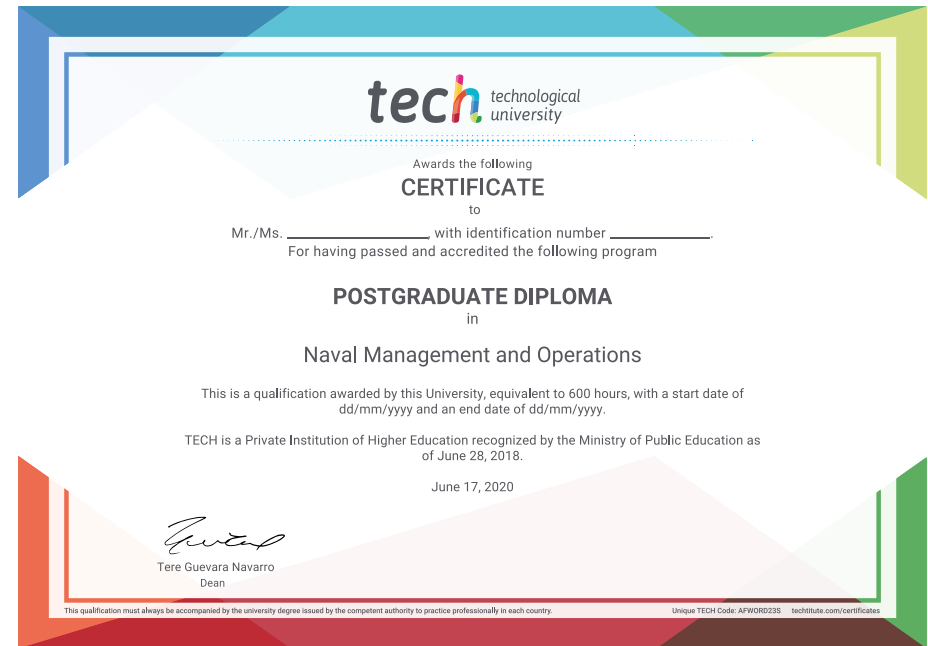 tech technological
university
Awards the following
CERTIFICATE
to
Mr./Ms. ____________________, with identification number ______________.
For having passed and accredited the following program
POSTGRADUATE DIPLOMA
in
Naval Management and Operations
This is a qualification awarded by this University, equivalent to 600 hours, with a start date of
dd/mm/yyyy and an end date of dd/mm/yyyy.
TECH is a Private Institution of Higher Education recognized by the Ministry of Public Education as
of June 28, 2018.
June 17, 2020
Tere Guevara Navarro
Dean
This qualification must always be accompanied by the university degree issued by the competent authority to practice professionally in each country.
Unique TECH Code: AFWORD23S techtitute.com/certificates